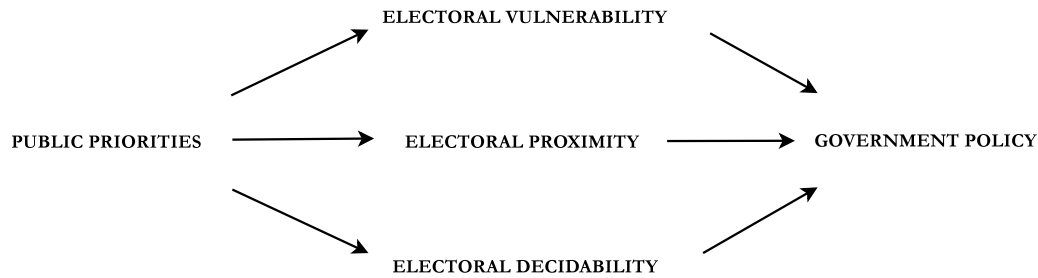 ELECTORAL VULNERABILITY
PUBLIC PRIORITIES
ELECTORAL PROXIMITY
GOVERNMENT POLICY
ELECTORAL DECIDABILITY